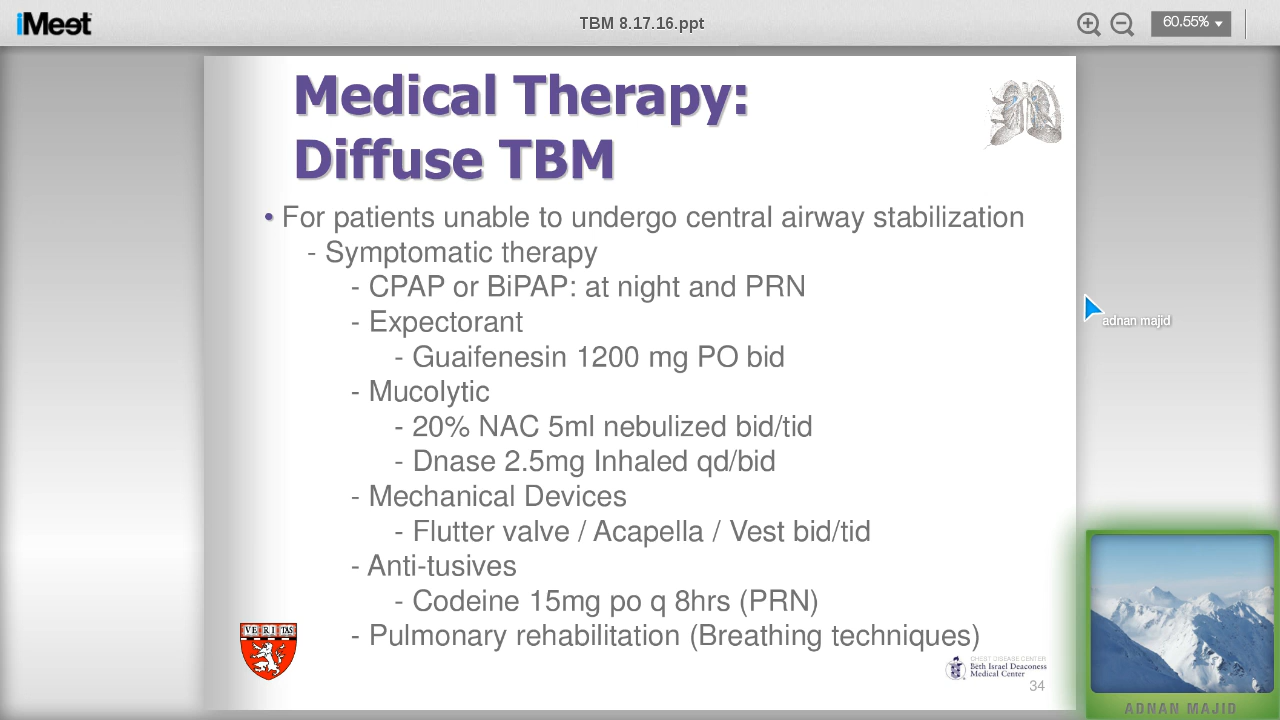 iMeet
TBM 8.17.16.ppt
60.55%
Medical Therapy:
Diffuse TBM
• For patients unable to undergo central airway stabilization
- Symptomatic therapy
- CPAP or BiPAP: at night and PRN
- Expectorant
- Guaifenesin 1200 mg PO bid
- Mucolytic
- 20% NAC 5ml nebulized bid/tid
- Dnase 2.5mg Inhaled qd/bid
- Mechanical Devices
- Flutter valve / Acapella / Vest bid/tid
- Anti-tusives
- Codeine 15mg po q 8hrs (PRN)
- Pulmonary rehabilitation (Breathing techniques)
adnan majid
VE RI TAS
CHEST DISEASE CENTER
Beth Israel Deaconess
Medical Center
34
ADNAN MAJID